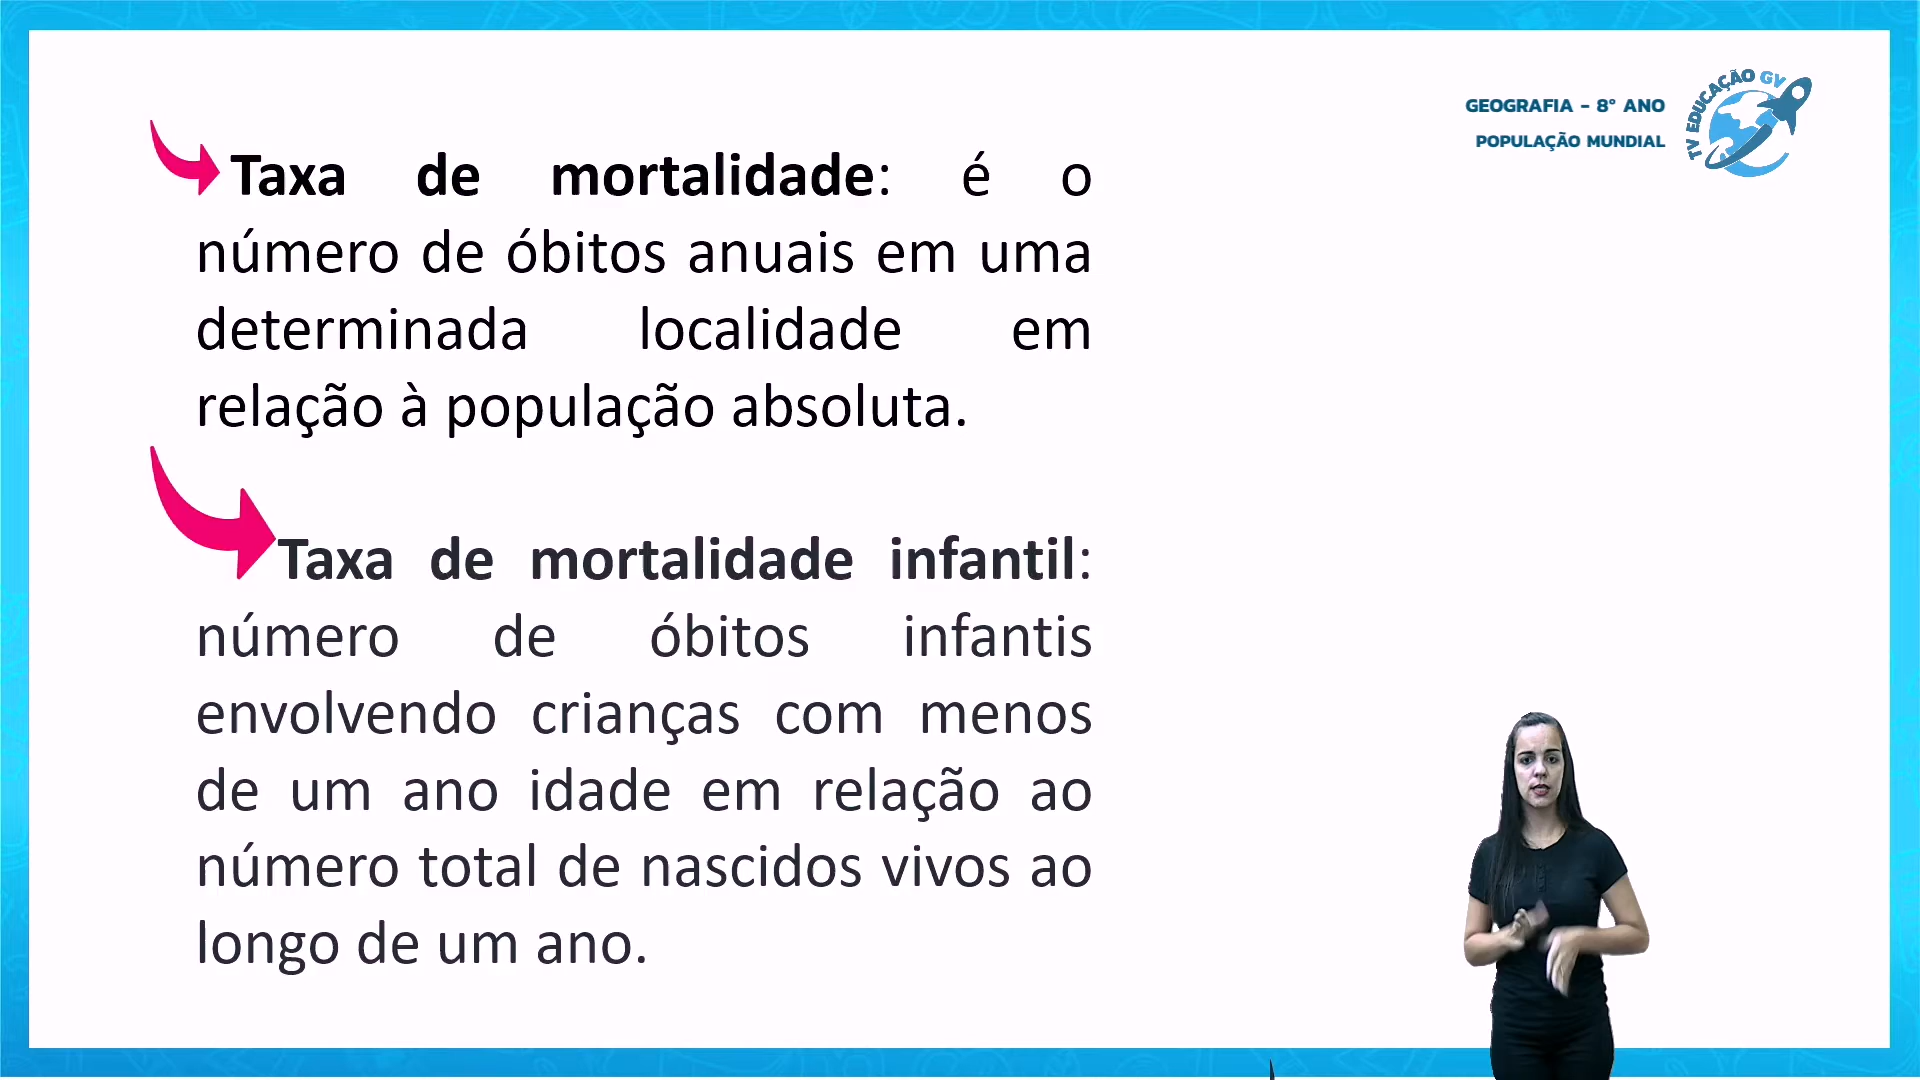 GEOGRAFIA - 8° ANO
POPULAÇÃO MUNDIAL
TV EDUCAÇÃO GV
Taxa de mortalidade: é o
número de óbitos anuais em uma
determinada localidade em
relação à população absoluta.
Taxa de mortalidade infantil:
número de óbitos infantis
envolvendo crianças com menos
de um ano idade em relação ao
número total de nascidos vivos ao
longo de um ano.